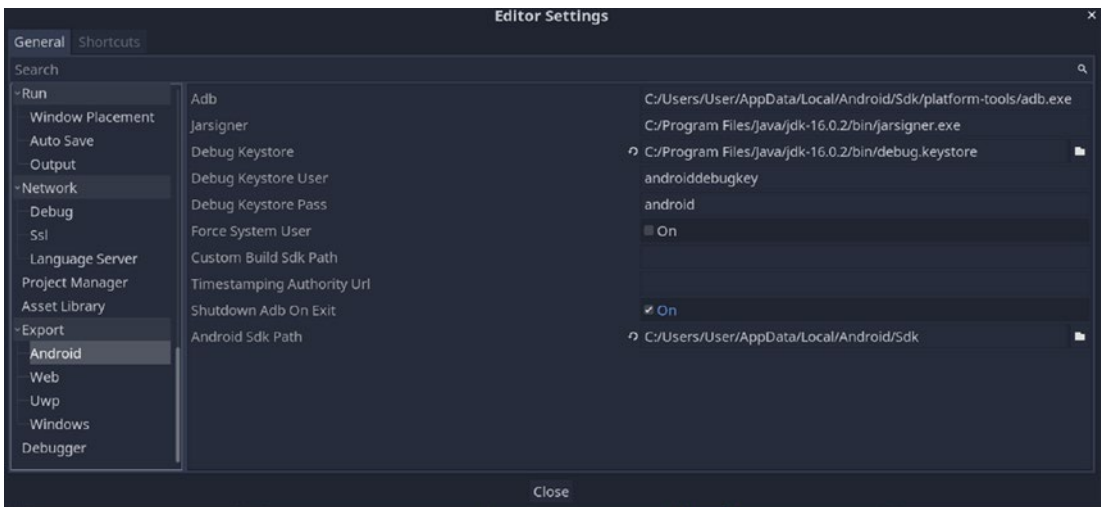 Editor Settings
General Shortcuts
Search
Run
Window Placement
Auto Save
Output
Network
Debug
Ssl
Language Server
Project Manager
Asset Library
Export
Android
Web
Uwp
Windows
Debugger
Adb C:/Users/User/AppData/Local/Android/Sdk/platform-tools/adb.exe
Jarsigner C:/Program Files/Java/jdk-16.0.2/bin/jarsigner.exe
Debug Keystore C:/Program Files/Java/jdk-16.0.2/bin/debug.keystore
Debug Keystore User androiddebugkey
Debug Keystore Pass android
Force System User On
Custom Build Sdk Path
Timestamping Authority Url
Shutdown Adb On Exit On
Android Sdk Path C:/Users/User/AppData/Local/Android/Sdk
Close